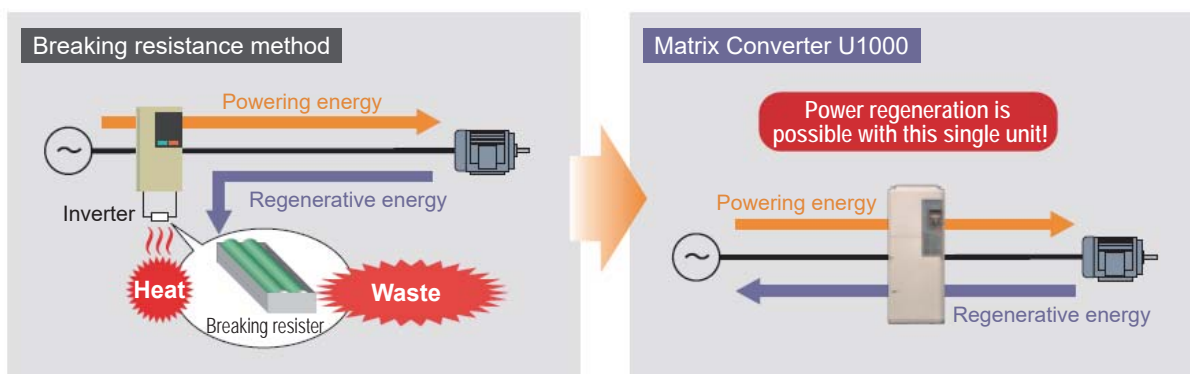 Breaking resistance method
Powering energy
Regenerative energy
Inverter
Heat
Waste
Breaking resister
Matrix Converter U1000
Power regeneration is
possible with this single unit!
Powering energy
Regenerative energy